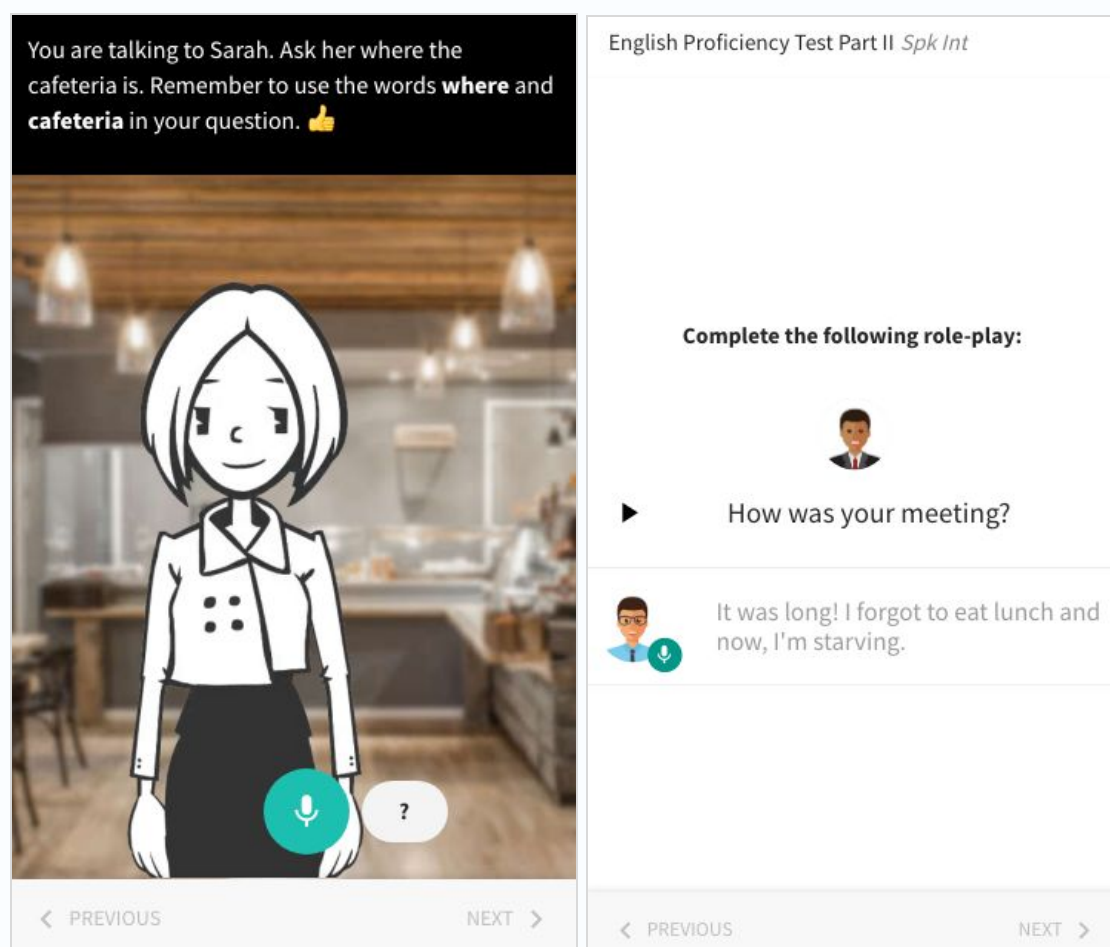 You are talking to Sarah. Ask her where the
cafeteria is. Remember to use the words where and
cafeteria in your question. 👍
?
PREVIOUS
NEXT
English Proficiency Test Part II Spk Int
Complete the following role-play:
How was your meeting?
It was long! I forgot to eat lunch and
now, I'm starving.
PREVIOUS
NEXT